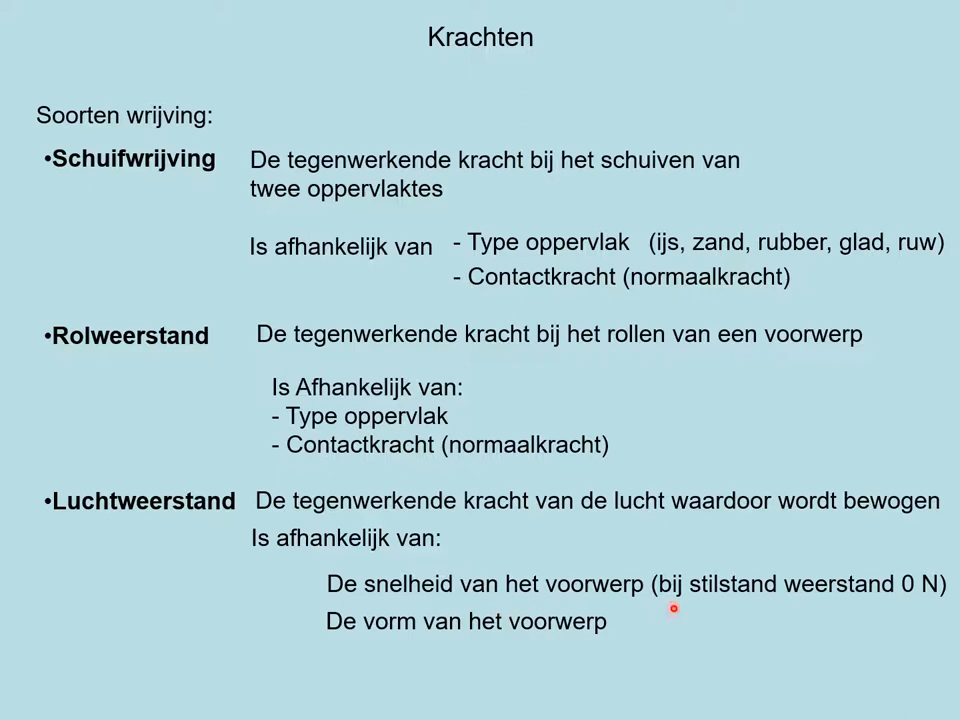 Krachten
Soorten wrijving:
•Schuifwrijving De tegenwerkende kracht bij het schuiven van
twee oppervlaktes
Is afhankelijk van - Type oppervlak (ijs, zand, rubber, glad, ruw)
- Contactkracht (normaalkracht)
•Rolweerstand De tegenwerkende kracht bij het rollen van een voorwerp
Is Afhankelijk van:
- Type oppervlak
- Contactkracht (normaalkracht)
•Luchtweerstand De tegenwerkende kracht van de lucht waardoor wordt bewogen
Is afhankelijk van:
De snelheid van het voorwerp (bij stilstand weerstand 0 N)
De vorm van het voorwerp